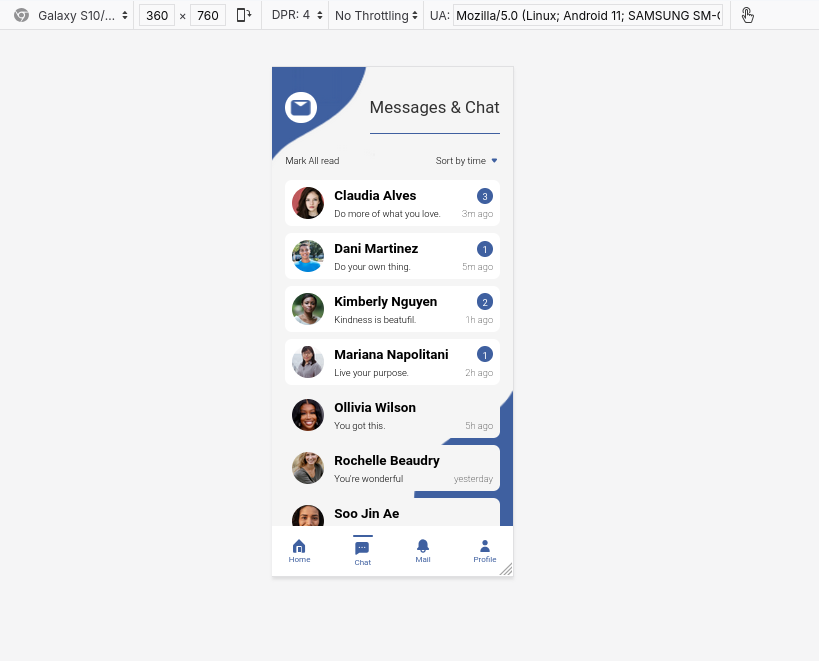 Galaxy S10/... 360 × 760 DPR: 4 No Throttling UA: Mozilla/5.0 (Linux; Android 11; SAMSUNG SM-
Messages & Chat
Mark All read Sort by time
Claudia Alves 3
Do more of what you love. 3m ago
Dani Martinez 1
Do your own thing. 5m ago
Kimberly Nguyen 2
Kindness is beatufil. 1h ago
Mariana Napolitani 1
Live your purpose. 2h ago
Ollivia Wilson
You got this. 5h ago
Rochelle Beaudry
You're wonderful yesterday
Soo Jin Ae
Home Chat Mail Profile